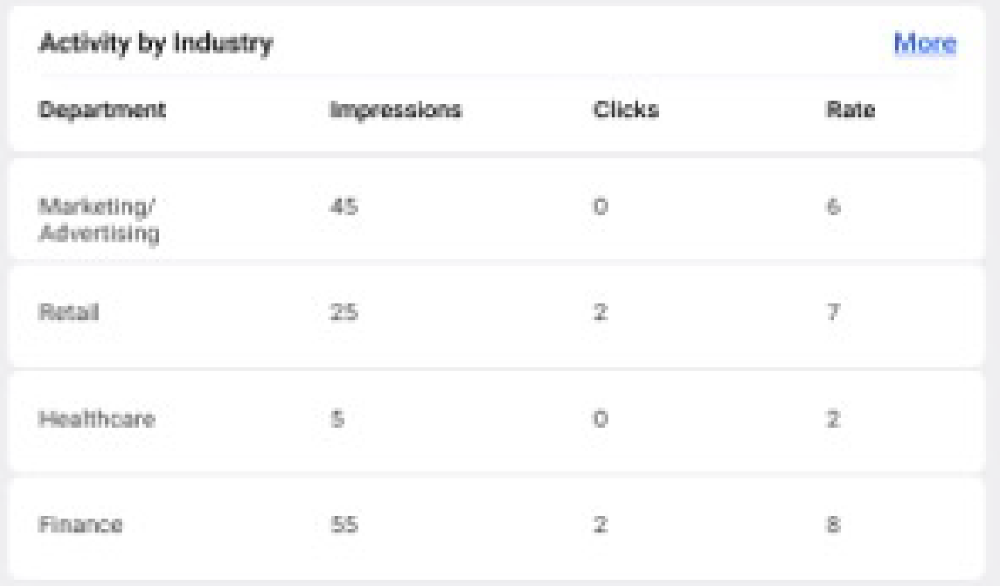 Activity by Industry More
Department Impressions Clicks Rate
Marketing/ 45 0 6
Advertising
Retail 25 2 7
Healthcare 5 0 2
Finance 55 2 8